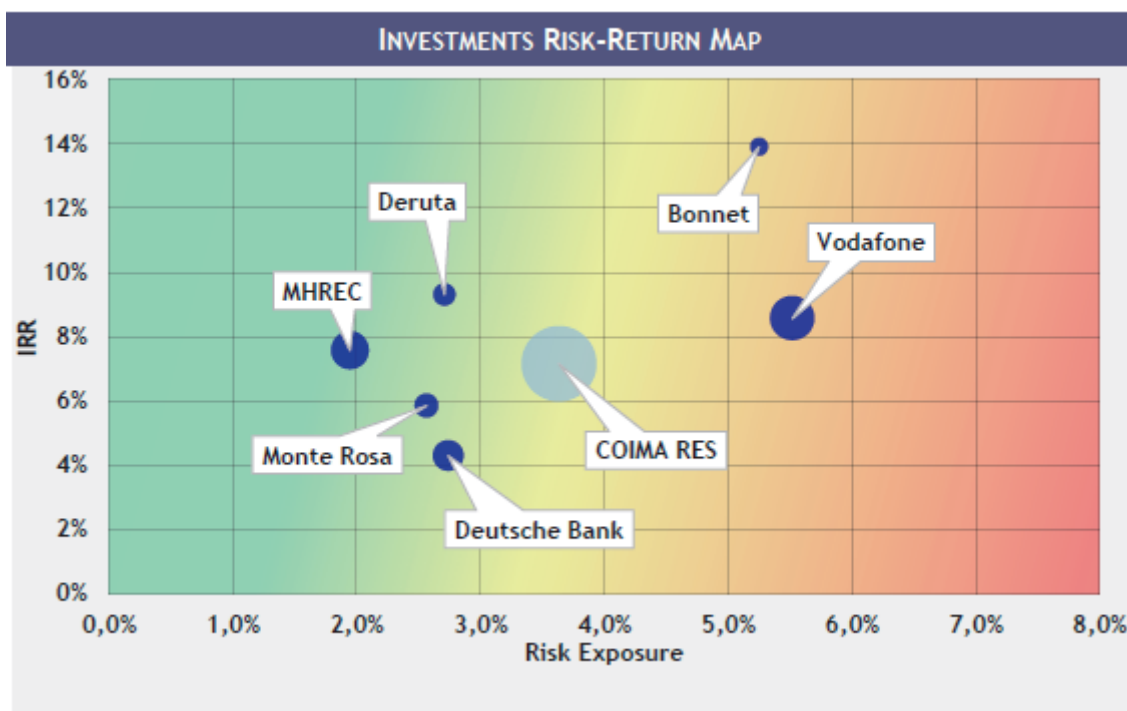 INVESTMENTS RISK-RETURN MAP
16%
14%
12%
10%
8%
6%
4%
2%
0%
IRR
Deruta
Bonnet
Vodafone
MHREC
Monte Rosa
COIMA RES
Deutsche Bank
0,0% 1,0% 2,0% 3,0% 4,0% 5,0% 6,0% 7,0% 8,0%
Risk Exposure